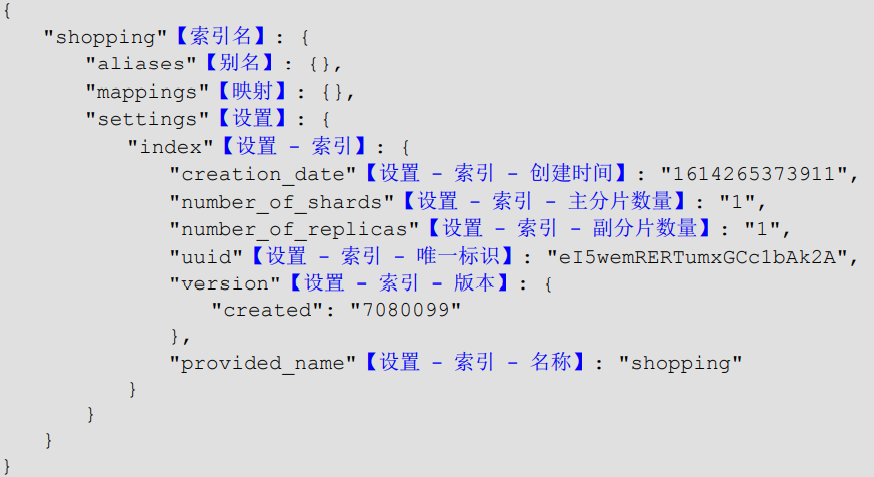 {
"shopping"【索引名】: {
"aliases"【别名】: {},
"mappings"【映射】: {},
"settings"【设置】: {
"index"【设置 - 索引】: {
"creation_date"【设置 - 索引 - 创建时间】: "1614265373911",
"number_of_shards"【设置 - 索引 - 主分片数量】: "1",
"number_of_replicas"【设置 - 索引 - 副分片数量】: "1",
"uuid"【设置 - 索引 - 唯一标识】: "eI5wemRERTumxGCc1bAk2A",
"version"【设置 - 索引 - 版本】: {
"created": "7080099"
},
"provided_name"【设置 - 索引 - 名称】: "shopping"
}
}
}
}